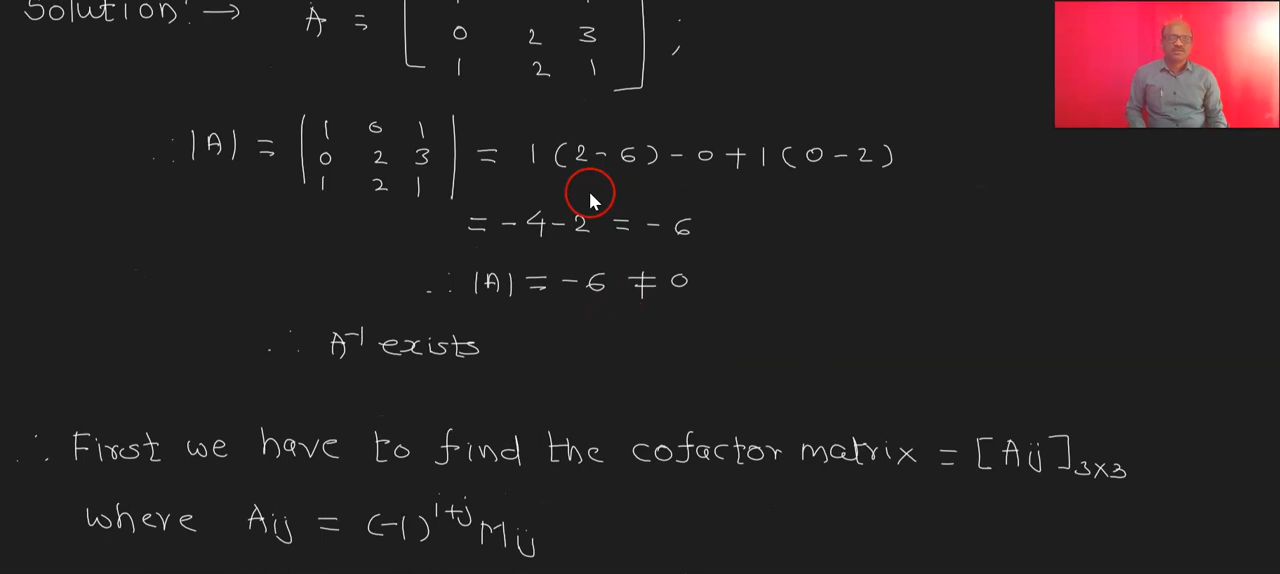 Solution: → A =
0 2 3
1 2 1 ;
∴ |A| = | 1 0 1 | = 1 (2 - 6) - 0 + 1 (0 - 2)
0 2 3
1 2 1
= - 4 - 2 = - 6
∴ |A| = - 6 ≠ 0
∴ A⁻¹ exists
∴ First we have to find the cofactor matrix = [Aij]₃ₓ₃
where Aij = (-1)^{i+j} Mij